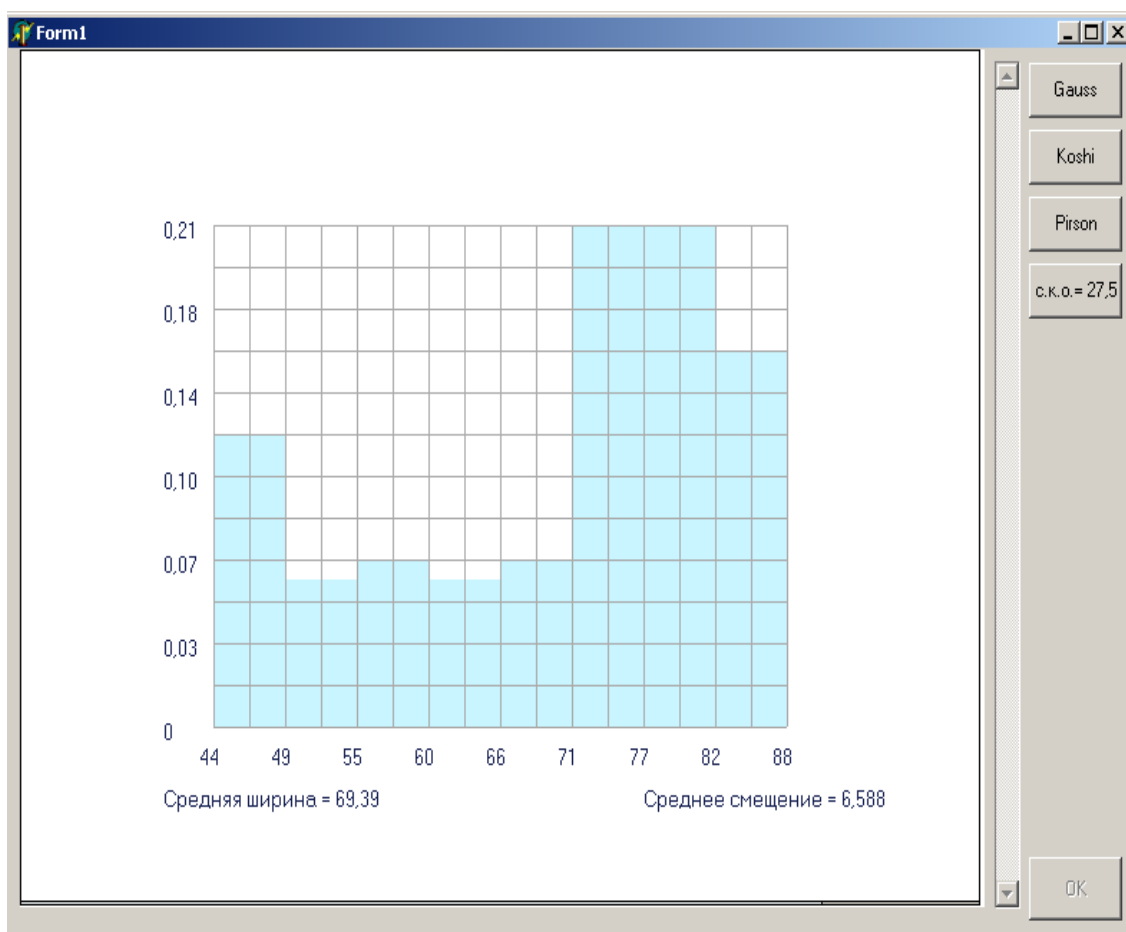 Form1
Gauss
Koshi
Pirson
с.к.о.= 27,5
0,21
0,18
0,14
0,10
0,07
0,03
0
44 49 55 60 66 71 77 82 88
Средняя ширина = 69,39 Среднее смещение = 6,588
OK